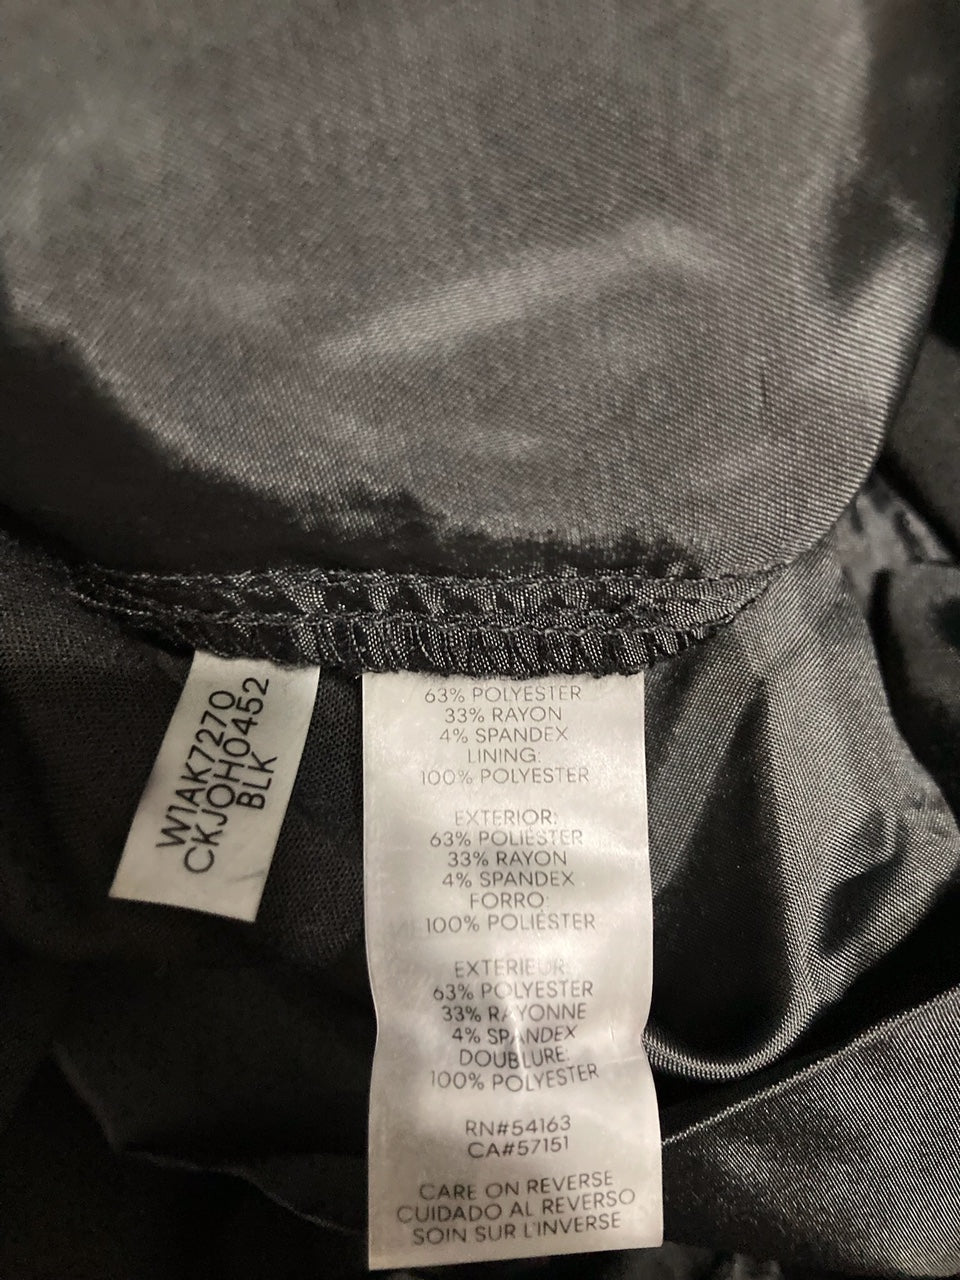 W1AK7270
CKJOH0452
BLK
63% POLYESTER
33% RAYON
4% SPANDEX
LINING:
100% POLYESTER
EXTERIOR:
63% POLIÉSTER
33% RAYON
4% SPANDEX
FORRO:
100% POLIÉSTER
EXTERIEUR:
63% POLYESTER
33% RAYONNE
4% SPANDEX
DOUBLURE:
100% POLYESTER
RN#54163
CA#57151
CARE ON REVERSE
CUIDADO AL REVERSO
SOIN SUR L'INVERSE